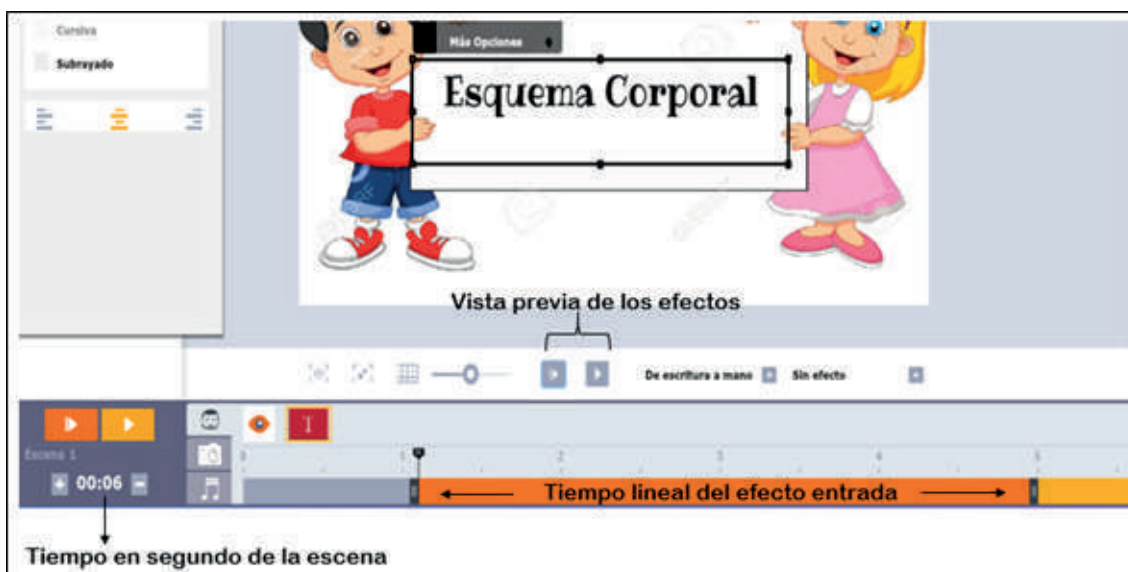 Cursiva
Subrayado
Más Opciones
Esquema Corporal
Vista previa de los efectos
De escritura a mano
Sin efecto
T
Escena 1
0 1 2 3 4 5
+ 00:06 -
Tiempo lineal del efecto entrada
Tiempo en segundo de la escena